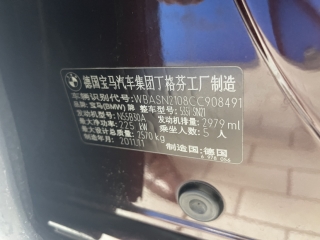 德国宝马汽车集团丁格芬工厂制造
车辆识别代号: WBASN2108CC908491
品牌: 宝马(BMW)牌 整车型号: 535I SN21
发动机型号: N55B30A 发动机排量: 2979 ml
最大净功率: 225 kW 乘坐人数: 5 人
最大总质量: 2570 kg
制造年月: 2011.11 制造国: 德国